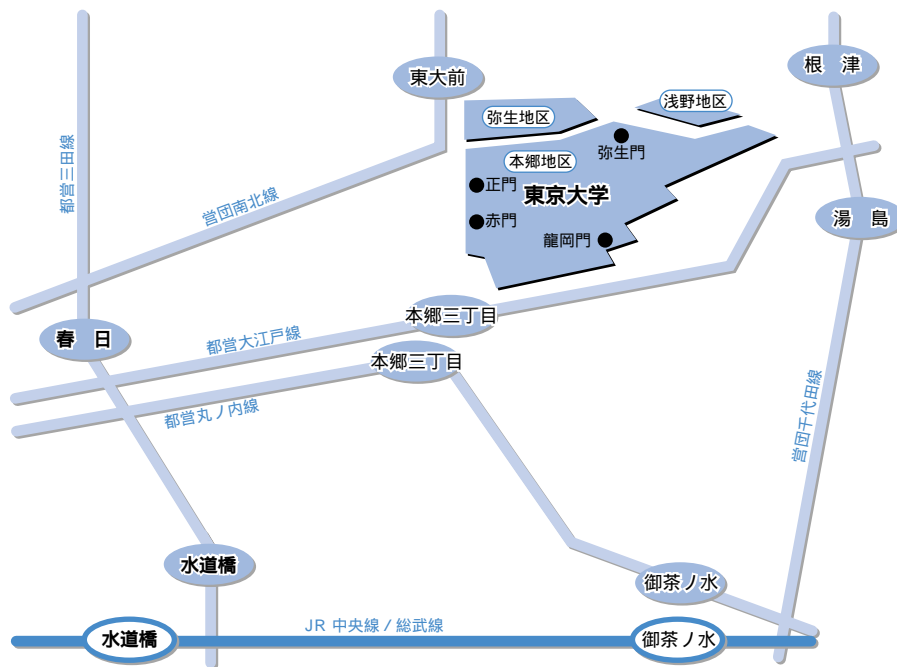 東大前
根 津
浅野地区
弥生地区
弥生門
本郷地区
正門
東京大学
赤門
龍岡門
湯 島
都営三田線
営団南北線
本郷三丁目
春 日
都営大江戸線
本郷三丁目
都営丸ノ内線
営団千代田線
水道橋
御茶ノ水
JR 中央線 / 総武線
水道橋
御茶ノ水